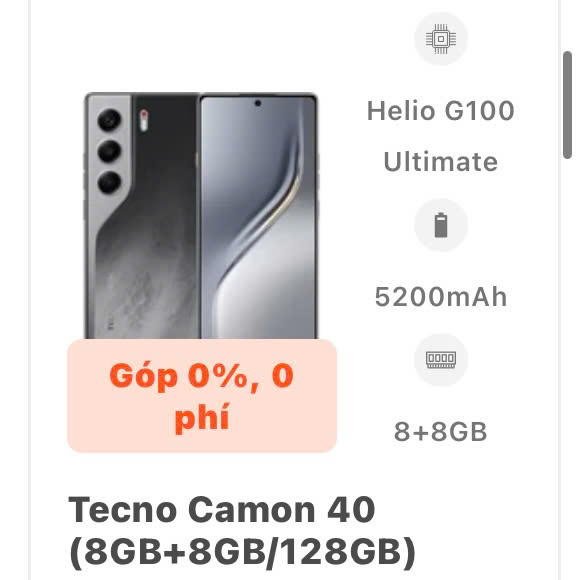 Helio G100
Ultimate
5200mAh
8+8GB
Góp 0%, 0
phí
Tecno Camon 40
(8GB+8GB/128GB)